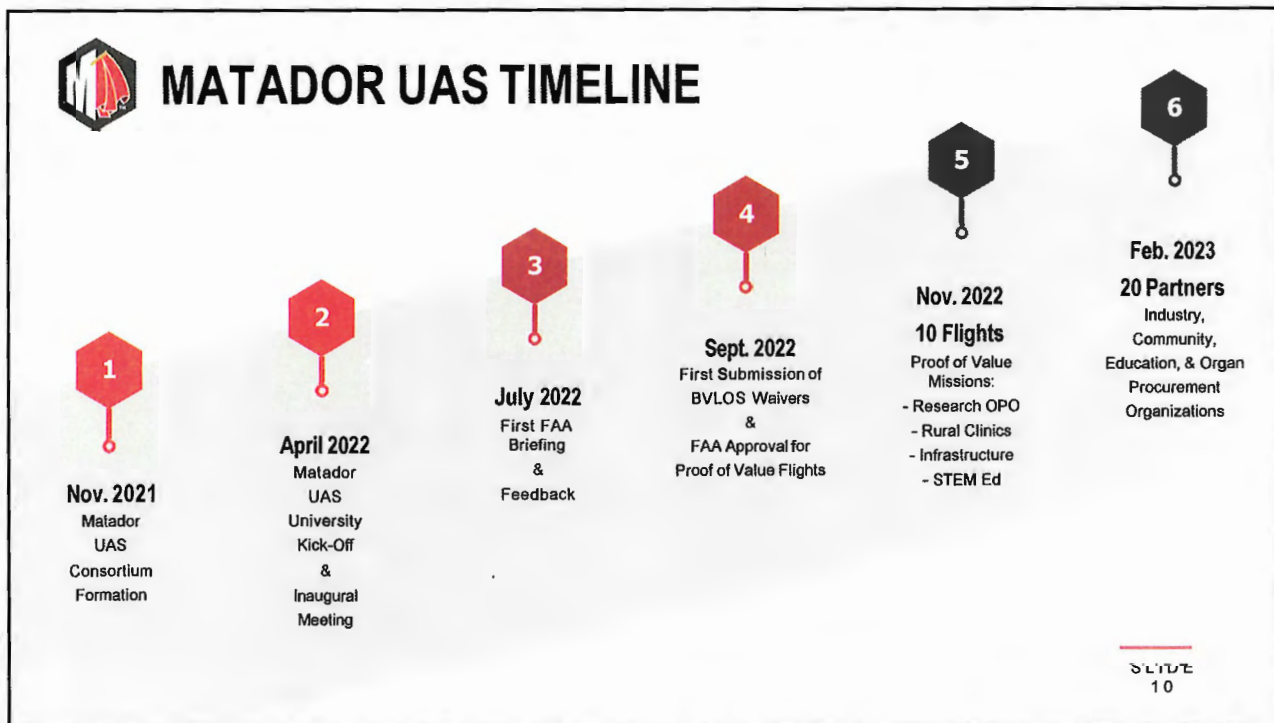 MATADOR UAS TIMELINE
1
Nov. 2021
Matador
UAS
Consortium
Formation
2
April 2022
Matador
UAS
University
Kick-Off
&
Inaugural
Meeting
3
July 2022
First FAA
Briefing
&
Feedback
4
Sept. 2022
First Submission of
BVLOS Waivers
&
FAA Approval for
Proof of Value Flights
5
Nov. 2022
10 Flights
Proof of Value
Missions:
- Research OPO
- Rural Clinics
- Infrastructure
- STEM Ed
6
Feb. 2023
20 Partners
Industry,
Community,
Education, & Organ
Procurement
Organizations
SLIDE
10